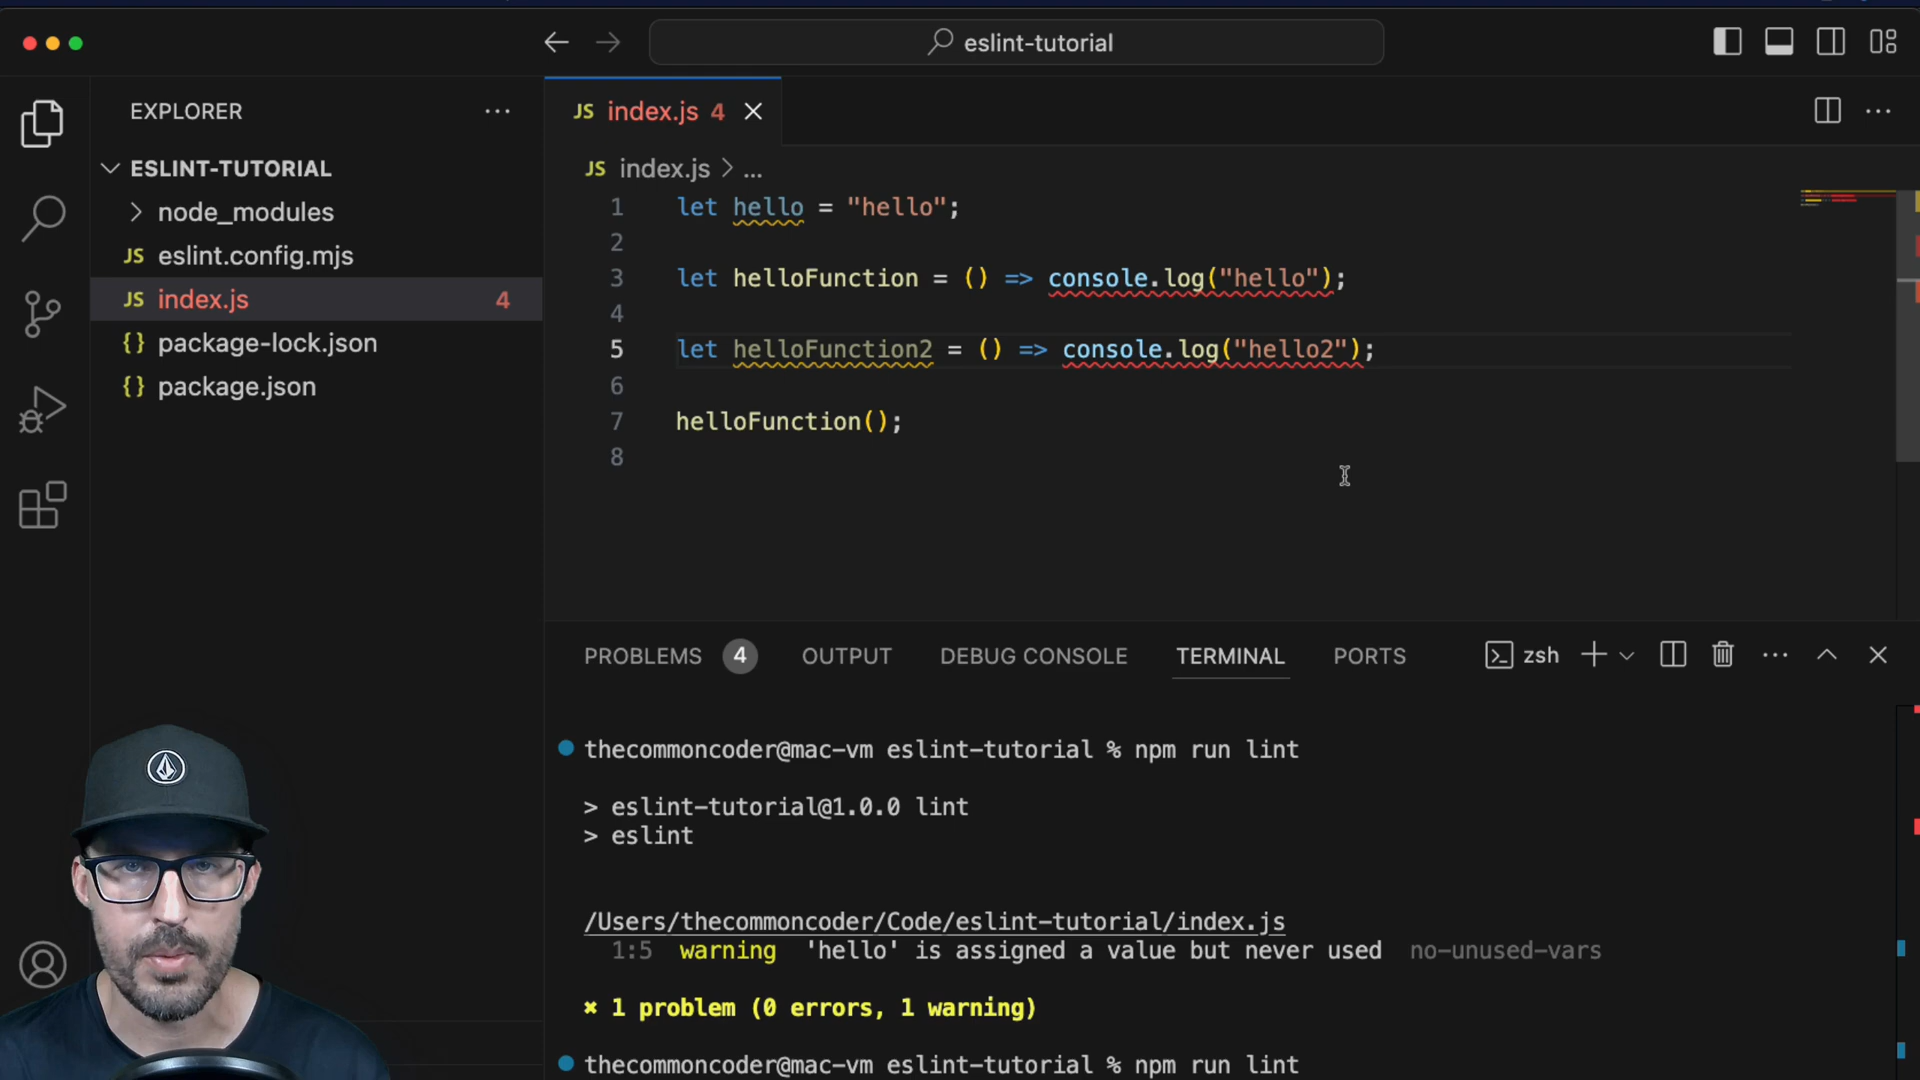 eslint-tutorial
EXPLORER
ESLINT-TUTORIAL
node_modules
JS eslint.config.mjs
JS index.js 4
{} package-lock.json
{} package.json
JS index.js 4
JS index.js > ...
1 let hello = "hello";
2
3 let helloFunction = () => console.log("hello");
4
5 let helloFunction2 = () => console.log("hello2");
6
7 helloFunction();
8
PROBLEMS 4 OUTPUT DEBUG CONSOLE TERMINAL PORTS zsh
thecommoncoder@mac-vm eslint-tutorial % npm run lint
> eslint-tutorial@1.0.0 lint
> eslint
/Users/thecommoncoder/Code/eslint-tutorial/index.js
1:5 warning 'hello' is assigned a value but never used no-unused-vars
✖ 1 problem (0 errors, 1 warning)
thecommoncoder@mac-vm eslint-tutorial % npm run lint